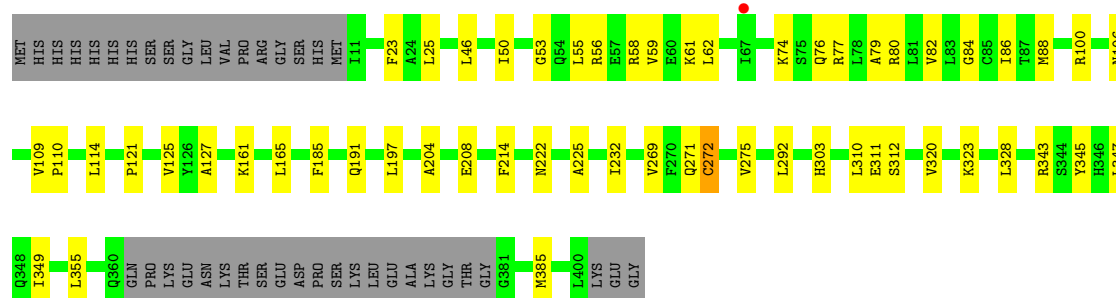 MET HIS HIS HIS HIS HIS HIS SER SER GLY LEU VAL PRO ARG GLY SER HIS MET I11 F23 A24 L25 L46 I50 G53 Q54 L55 R56 E57 R58 V59 E60 K61 L62 I67 K74 S75 Q76 R77 L78 A79 R80 L81 V82 L83 G84 C85 I86 T87 M88 R100
V109 P110 L114 P121 V125 Y126 A127 K161 L165 F185 Q191 L197 A204 E208 F214 N222 A225 I232 V269 F270 Q271 C272 V275 L292 H303 L310 E311 S312 V320 K323 L328 R343 S344 Y345 H346
Q348 I349 L355 Q360 GLN PRO LYS GLU ASN LYS THR SER GLU ASP PRO SER LYS LEU GLU ALA LYS GLY THR GLY G381 M385 L400 LYS GLU GLY